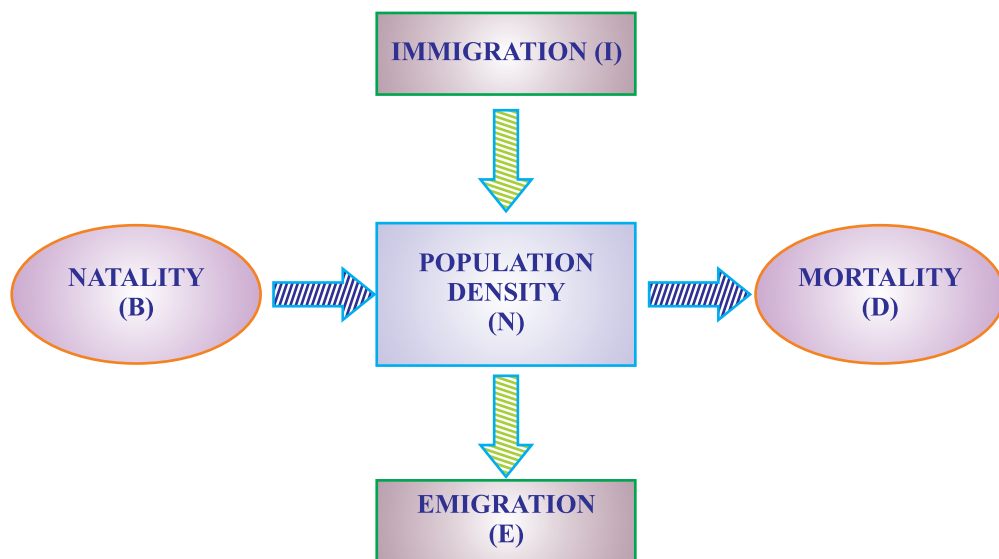 IMMIGRATION (I)
NATALITY
(B)
POPULATION
DENSITY
(N)
MORTALITY
(D)
EMIGRATION
(E)